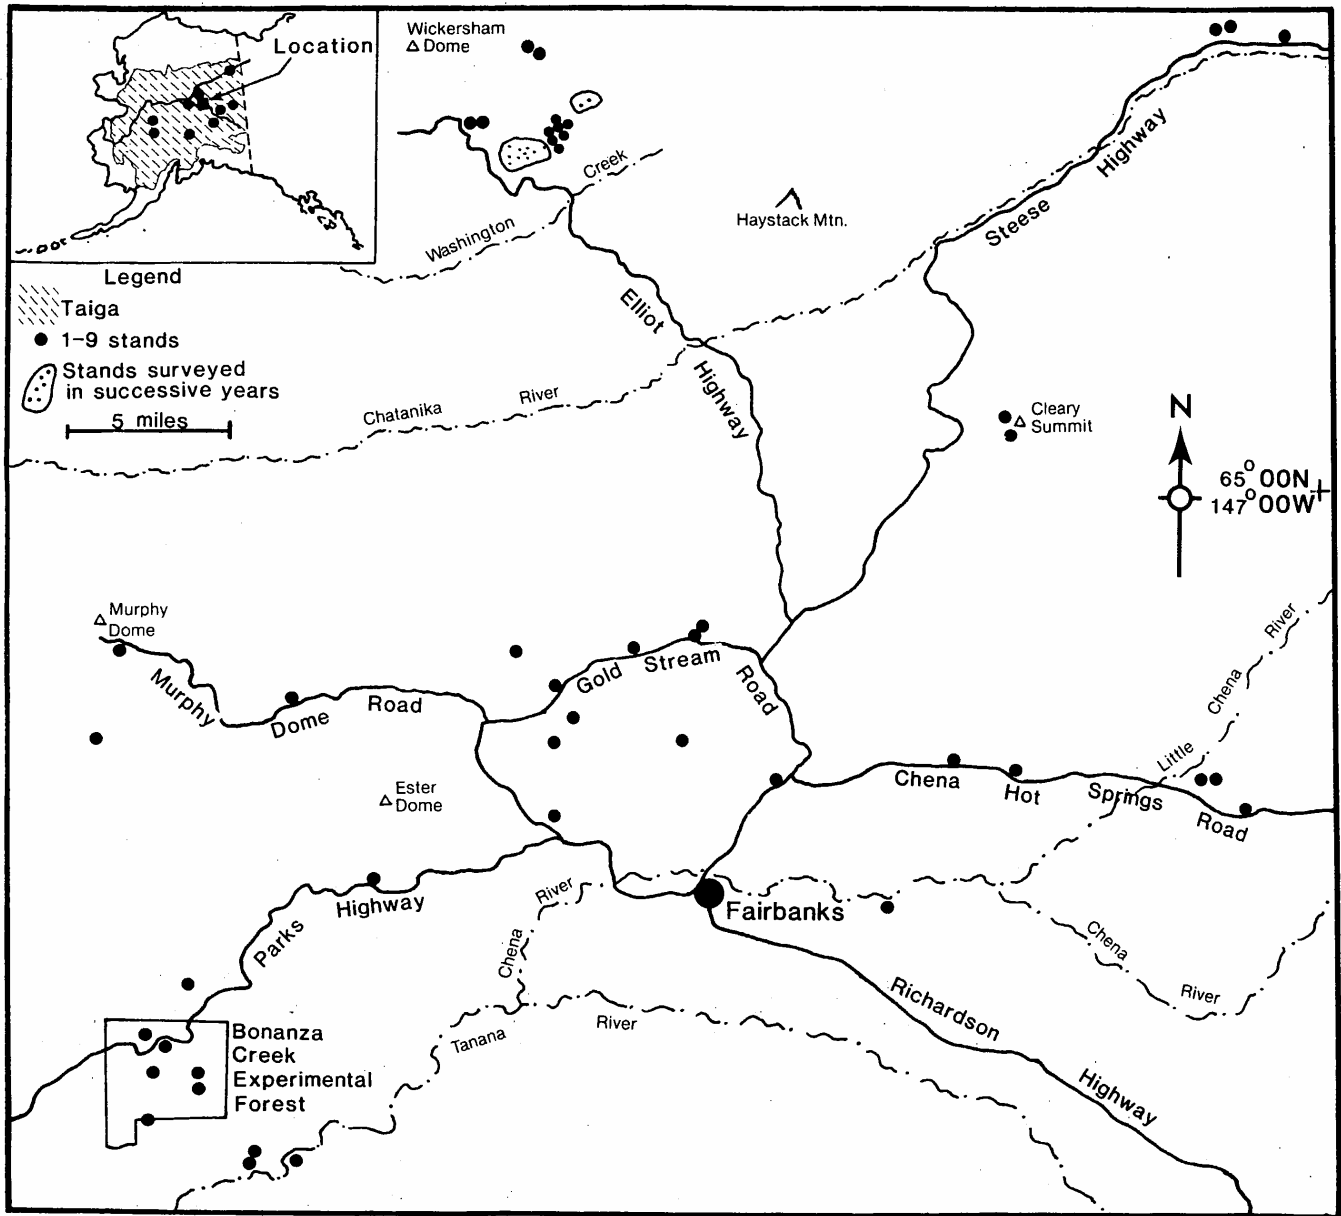 Location
Legend
Taiga
1-9 stands
Stands surveyed
in successive years
5 miles
Wickersham
Dome
Creek
Washington
Haystack Mtn.
Steese
Highway
Elliot
Highway
Chatanika
River
Cleary
Summit
N
65°00N
147°00W
Murphy
Dome
Murphy
Dome
Road
Gold
Stream
Road
Ester
Dome
Chena
Hot
Springs
Road
Little
Chena
River
Parks
Highway
River
Chena
Fairbanks
Chena
River
Richardson
Highway
Tanana
River
Bonanza
Creek
Experimental
Forest